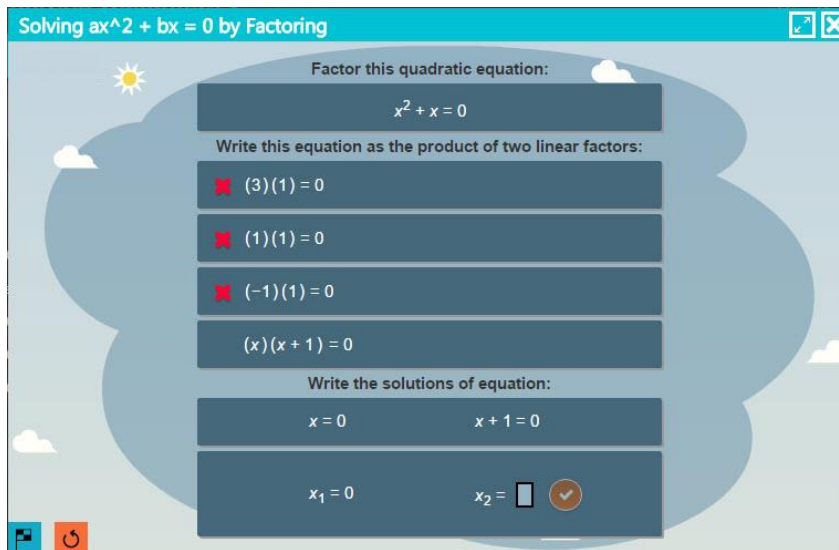 Solving ax^2 + bx = 0 by Factoring
Factor this quadratic equation:
x² + x = 0
Write this equation as the product of two linear factors:
(3)(1) = 0
(1)(1) = 0
(−1)(1) = 0
(x)(x + 1) = 0
Write the solutions of equation:
x = 0 x + 1 = 0
x₁ = 0 x₂ =